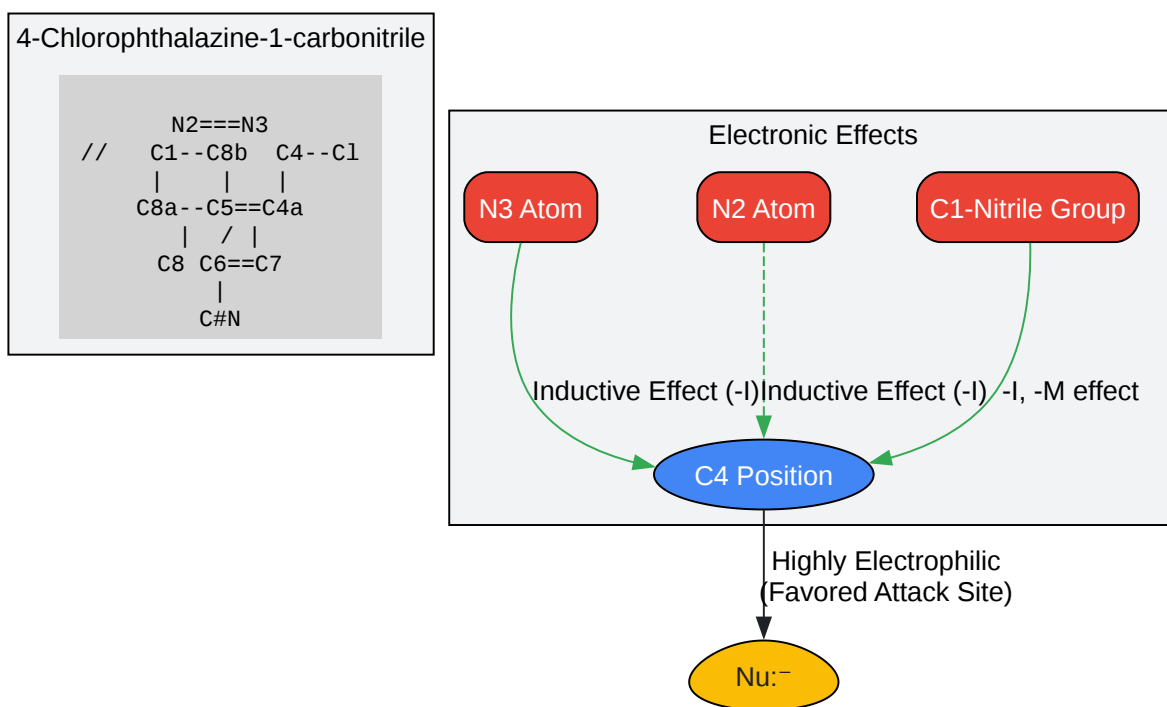 4-Chlorophthalazine-1-carbonitrile
N2===N3
//   C1--C8b  C4--Cl
|    |   |
C8a--C5==C4a
|  / |
C8 C6==C7
|
C#N
Electronic Effects
N3 Atom
N2 Atom
C1-Nitrile Group
Inductive Effect (-I)
Inductive Effect (-I)
-I, -M effect
C4 Position
Highly Electrophilic
(Favored Attack Site)
Nu:⁻